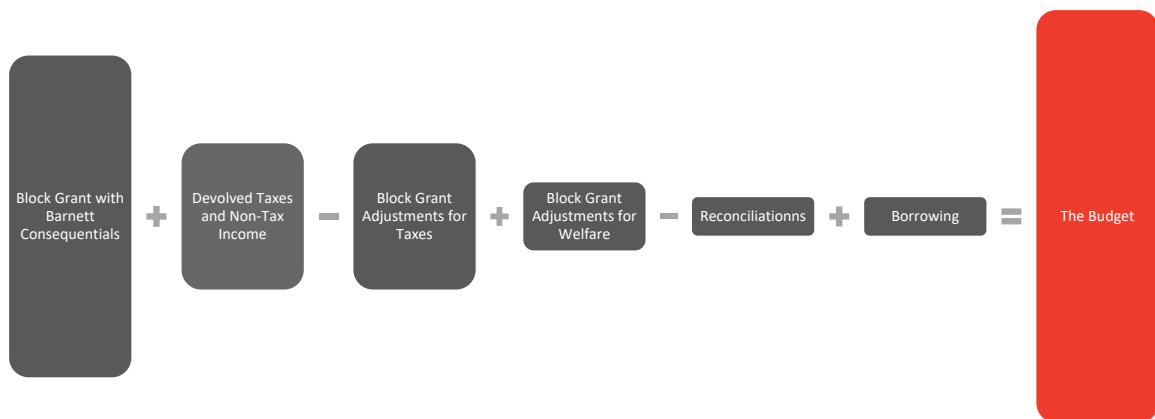 Block Grant with
Barnett
Consequentials
+
Devolved Taxes
and Non-Tax
Income
−
Block Grant
Adjustments for
Taxes
+
Block Grant
Adjustments for
Welfare
−
Reconciliationns
+
Borrowing
=
The Budget